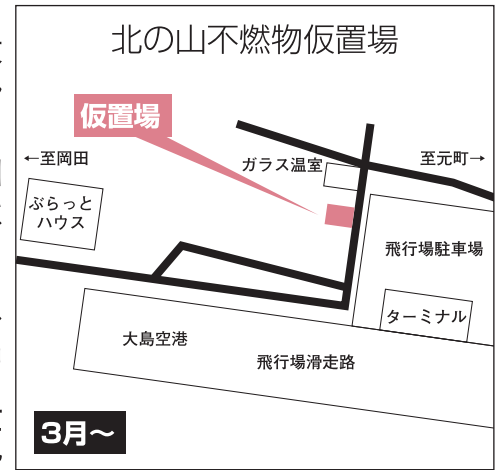 北の山不燃物仮置場
仮置場
←至岡田
ガラス温室
至元町→
ぷらっと
ハウス
飛行場駐車場
ターミナル
大島空港
飛行場滑走路
3月～